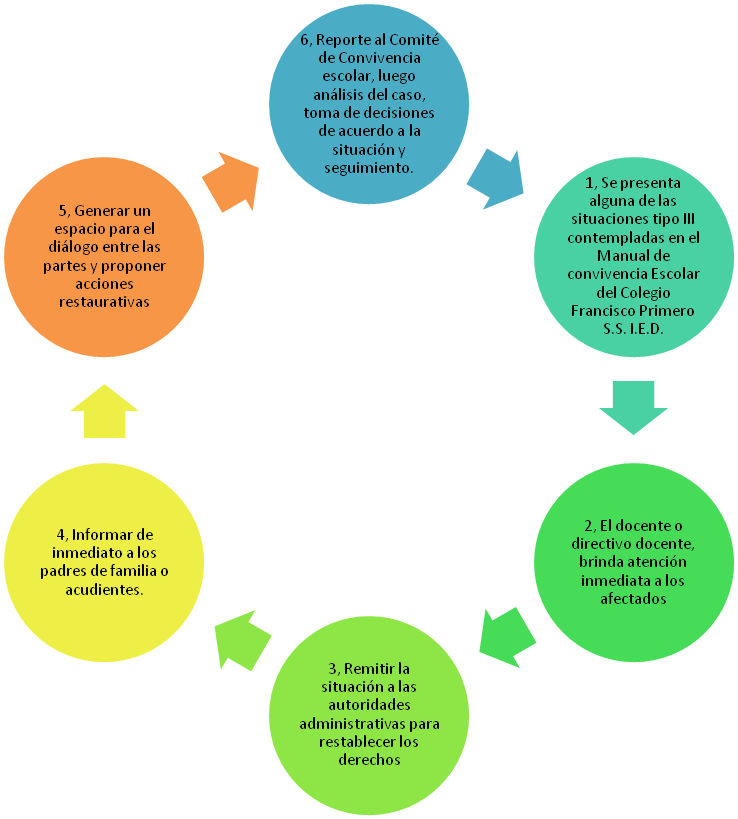 6, Reporte al Comité
de Convivencia
escolar, luego
análisis del caso,
toma de decisiones
de acuerdo a la
situación y
seguimiento.
1, Se presenta
alguna de las
situaciones tipo III
contempladas en el
Manual de
convivencia Escolar
del Colegio
Francisco Primero
S.S. I.E.D.
2, El docente o
directivo docente,
brinda atención
inmediata a los
afectados
3, Remitir la
situación a las
autoridades
administrativas para
restablecer los
derechos
4, Informar de
inmediato a los
padres de familia o
acudientes.
5, Generar un
espacio para el
diálogo entre las
partes y proponer
acciones
restaurativas